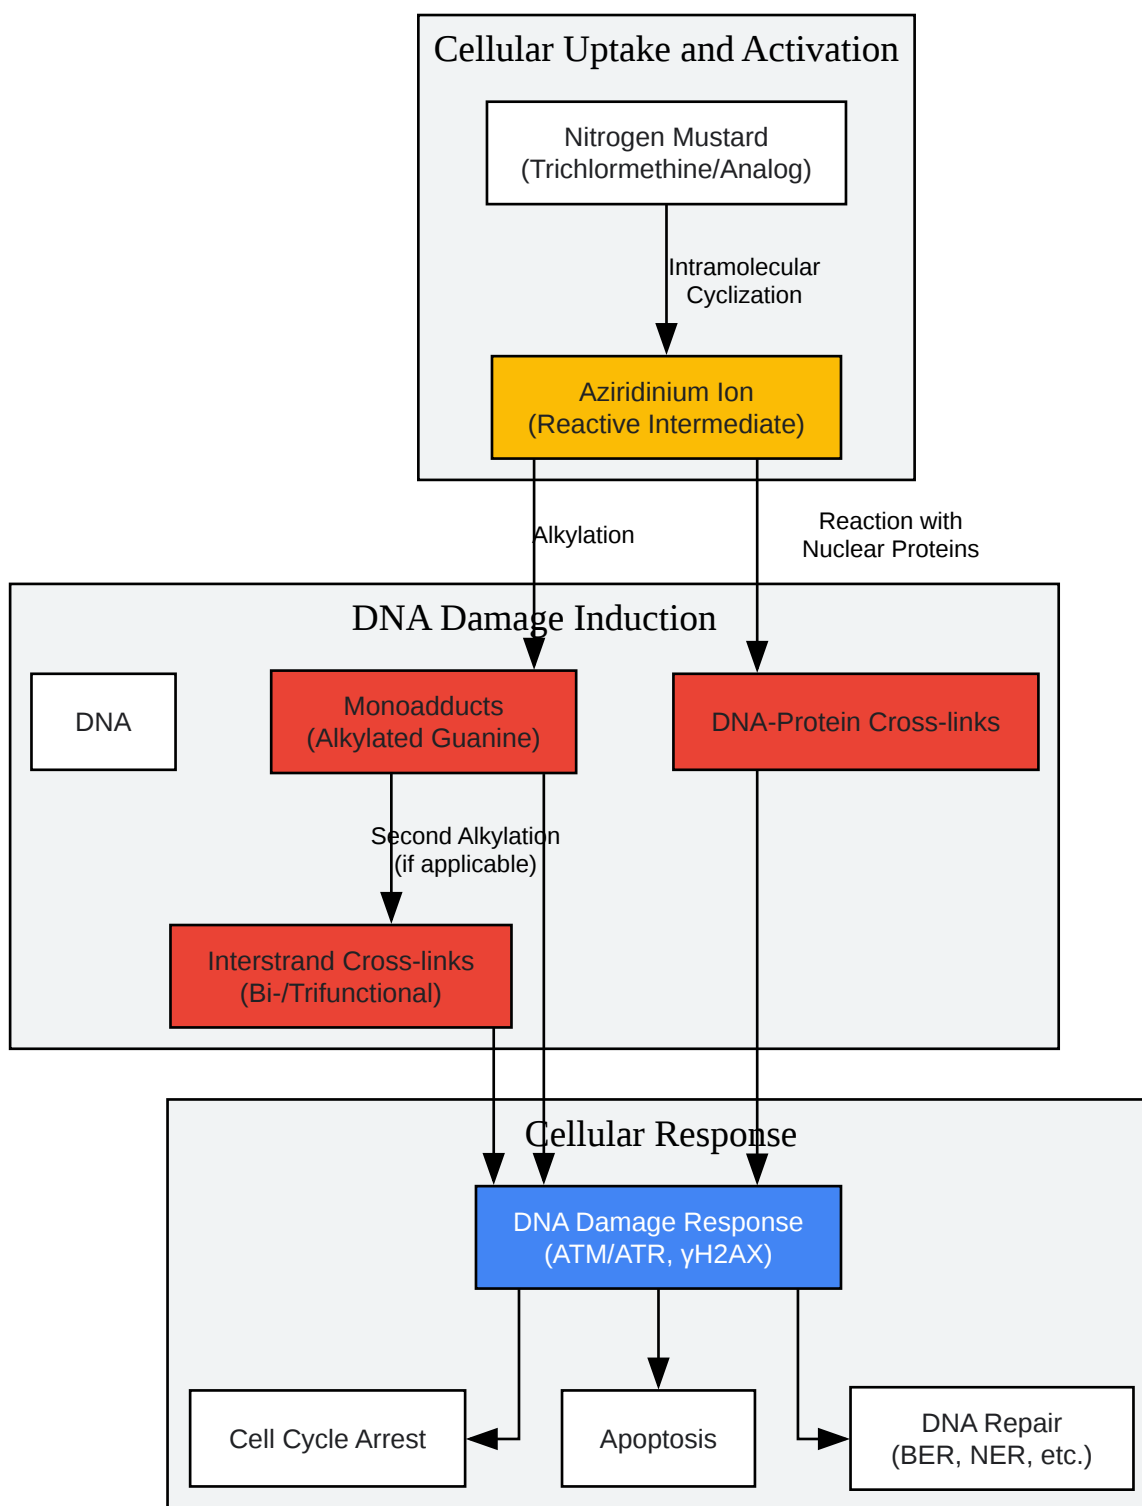 Cellular Uptake and Activation
Nitrogen Mustard
(Trichlormethine/Analog)
Intramolecular
Cyclization
Aziridinium Ion
(Reactive Intermediate)
Alkylation
Reaction with
Nuclear Proteins
DNA Damage Induction
DNA
Monoadducts
(Alkylated Guanine)
DNA-Protein Cross-links
Second Alkylation
(if applicable)
Interstrand Cross-links
(Bi-/Trifunctional)
Cellular Response
DNA Damage Response
(ATM/ATR, γH2AX)
Cell Cycle Arrest
Apoptosis
DNA Repair
(BER, NER, etc.)